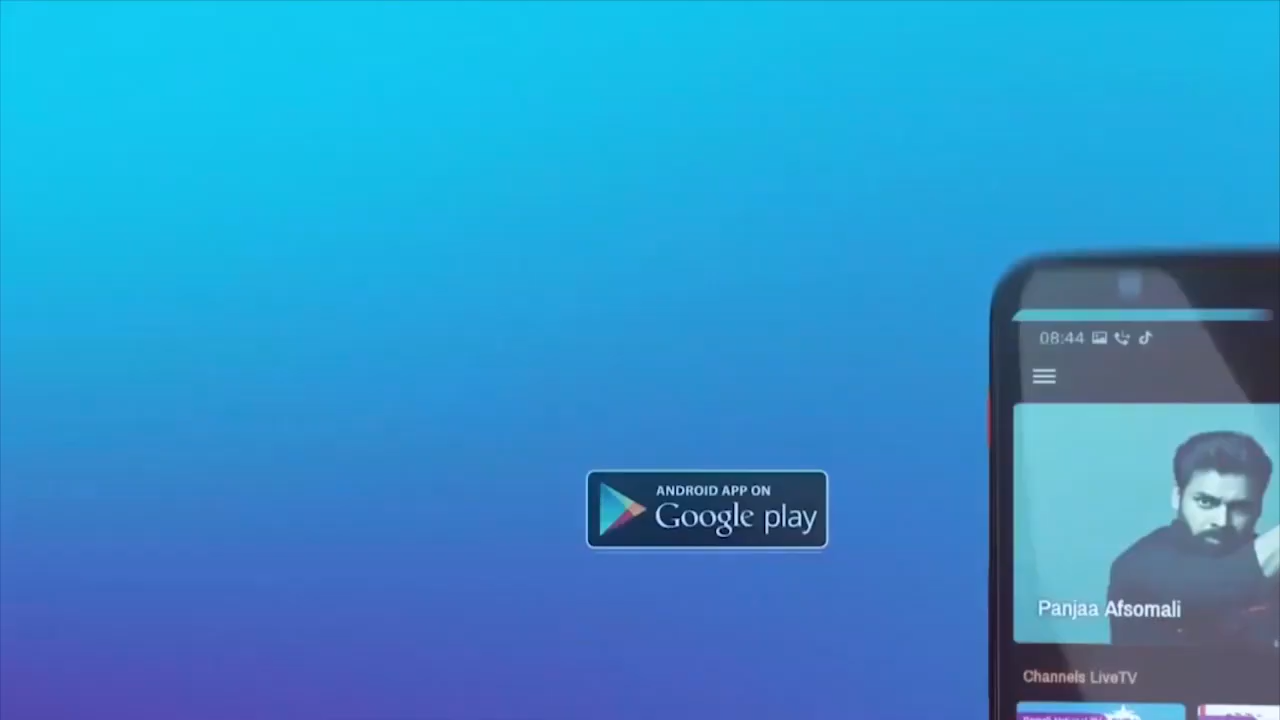 08:44
ANDROID APP ON
Google play
Panjaa Afsomali
Channels LiveTV